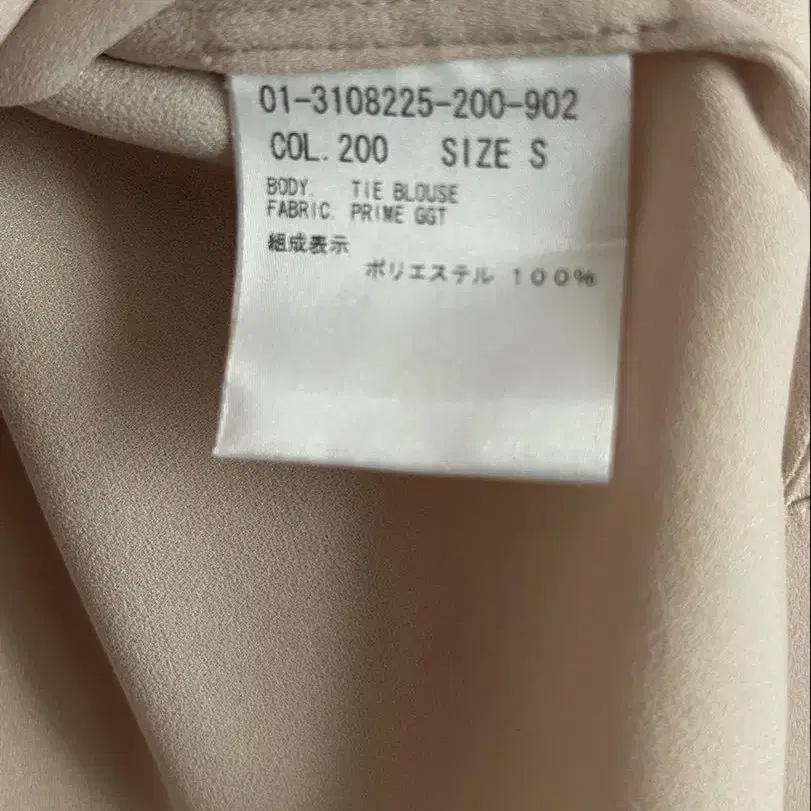 01-3108225-200-902
COL. 200 SIZE S
BODY. TIE BLOUSE
FABRIC. PRIME GGT
組成表示
ポリエステル 100%